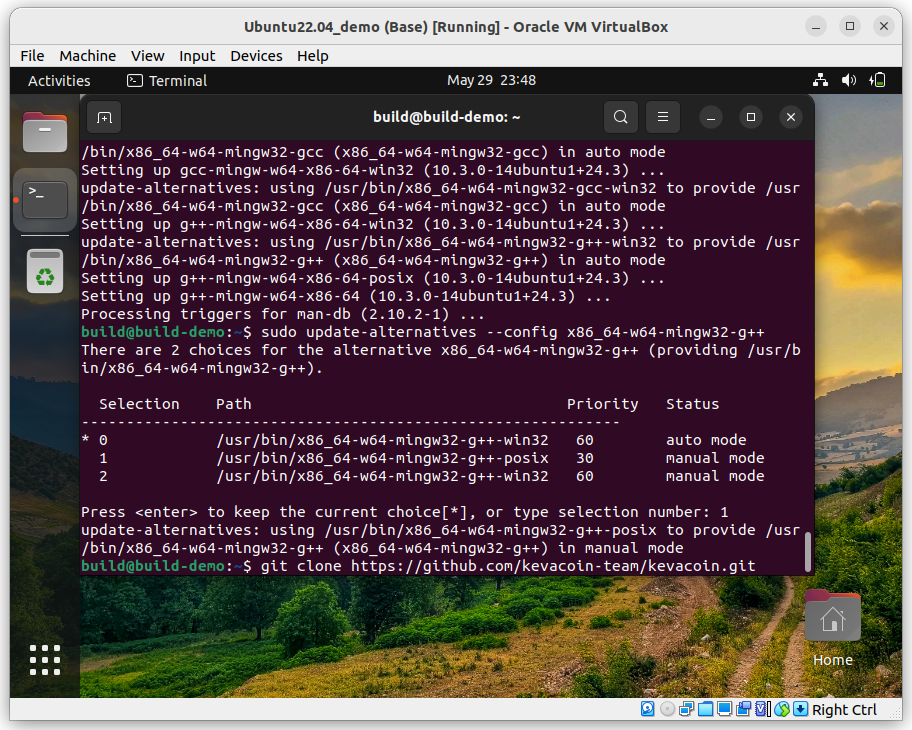 Ubuntu22.04_demo (Base) [Running] - Oracle VM VirtualBox
File Machine View Input Devices Help
Activities Terminal May 29 23:48
build@build-demo: ~
/bin/x86_64-w64-mingw32-gcc (x86_64-w64-mingw32-gcc) in auto mode
Setting up gcc-mingw-w64-x86-64-win32 (10.3.0-14ubuntu1+24.3) ...
update-alternatives: using /usr/bin/x86_64-w64-mingw32-gcc-win32 to provide /usr
/bin/x86_64-w64-mingw32-gcc (x86_64-w64-mingw32-gcc) in auto mode
Setting up g++-mingw-w64-x86-64-win32 (10.3.0-14ubuntu1+24.3) ...
update-alternatives: using /usr/bin/x86_64-w64-mingw32-g++-win32 to provide /usr
/bin/x86_64-w64-mingw32-g++ (x86_64-w64-mingw32-g++) in auto mode
Setting up g++-mingw-w64-x86-64-posix (10.3.0-14ubuntu1+24.3) ...
Setting up g++-mingw-w64-x86-64 (10.3.0-14ubuntu1+24.3) ...
Processing triggers for man-db (2.10.2-1) ...
build@build-demo:~$ sudo update-alternatives --config x86_64-w64-mingw32-g++
There are 2 choices for the alternative x86_64-w64-mingw32-g++ (providing /usr/b
in/x86_64-w64-mingw32-g++).
Selection Path Priority Status
------------------------------------------------------------
* 0 /usr/bin/x86_64-w64-mingw32-g++-win32 60 auto mode
1 /usr/bin/x86_64-w64-mingw32-g++-posix 30 manual mode
2 /usr/bin/x86_64-w64-mingw32-g++-win32 60 manual mode
Press <enter> to keep the current choice[*], or type selection number: 1
update-alternatives: using /usr/bin/x86_64-w64-mingw32-g++-posix to provide /usr
/bin/x86_64-w64-mingw32-g++ (x86_64-w64-mingw32-g++) in manual mode
build@build-demo:~$ git clone https://github.com/kevacoin-team/kevacoin.git
Home
Right Ctrl